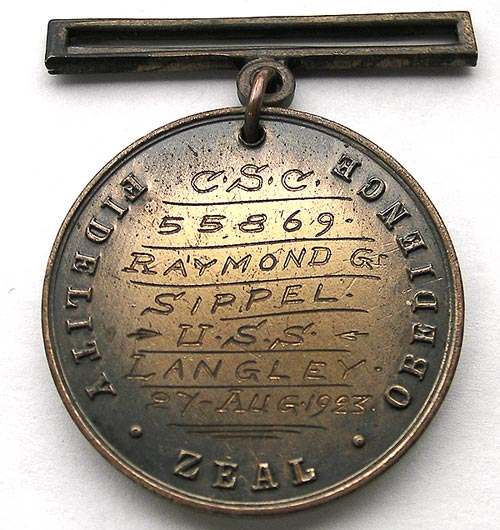 FIDELITY
ZEAL
OBEDIENCE
C.S.C.
55869.
RAYMOND G.
SIPPEL.
U.S.S.
LANGLEY.
27-AUG.1923.